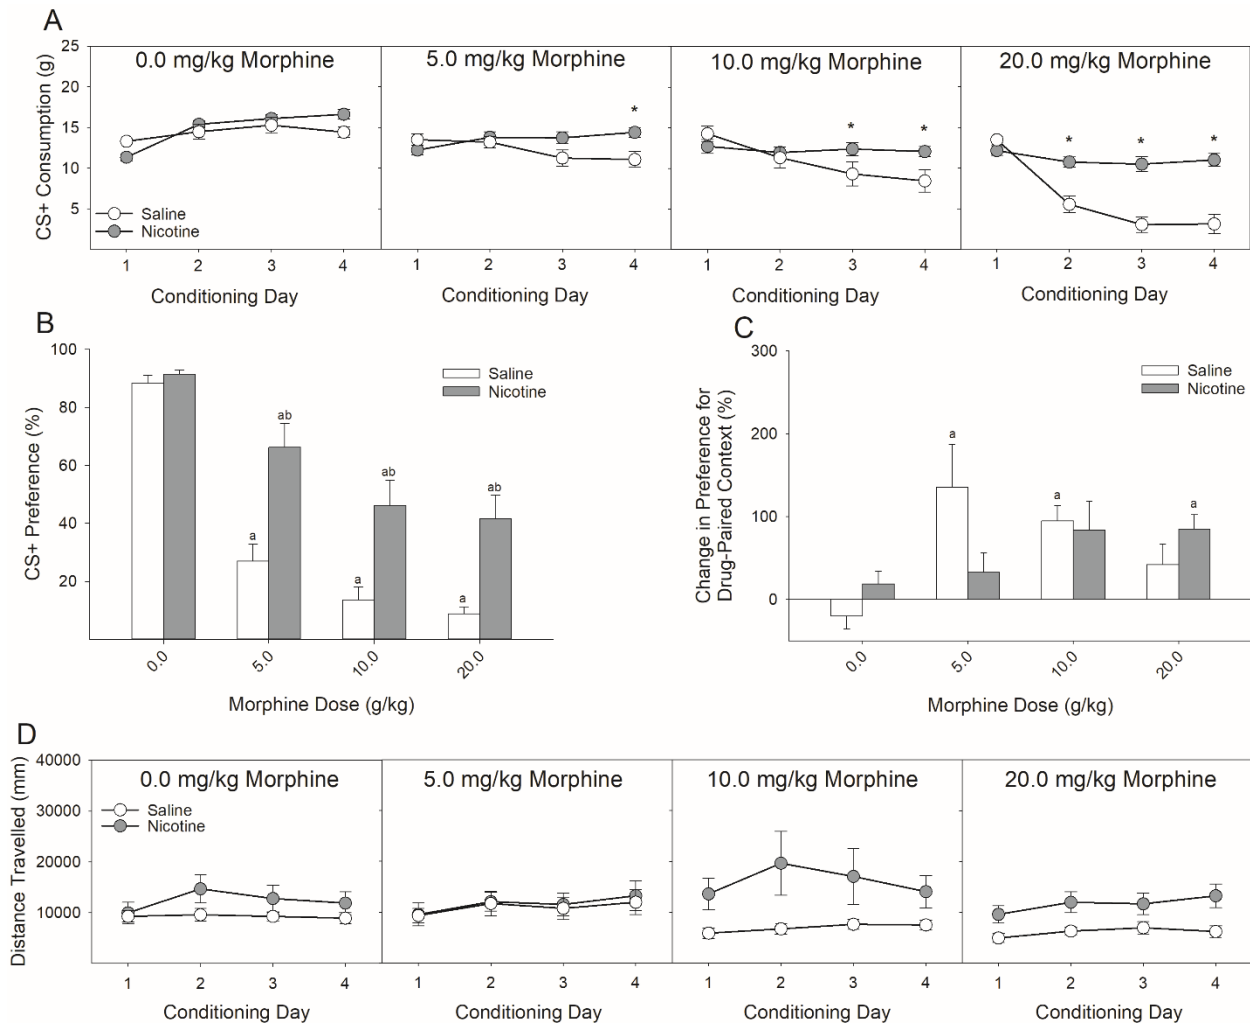 A
CS+ Consumption (g)
25
20
15
10
5
0.0 mg/kg Morphine
5.0 mg/kg Morphine
10.0 mg/kg Morphine
20.0 mg/kg Morphine
*
* *
* * *
Saline
Nicotine
1 2 3 4
1 2 3 4
1 2 3 4
1 2 3 4
Conditioning Day
Conditioning Day
Conditioning Day
Conditioning Day
B
CS+ Preference (%)
100
80
60
40
20
Saline
Nicotine
a ab
a ab
a ab
0.0 5.0 10.0 20.0
Morphine Dose (g/kg)
C
Change in Preference for
Drug-Paired Context (%)
300
200
100
0
Saline
Nicotine
a
a
a
0.0 5.0 10.0 20.0
Morphine Dose (g/kg)
D
Distance Travelled (mm)
40000
30000
20000
10000
0.0 mg/kg Morphine
5.0 mg/kg Morphine
10.0 mg/kg Morphine
20.0 mg/kg Morphine
Saline
Nicotine
1 2 3 4
1 2 3 4
1 2 3 4
1 2 3 4
Conditioning Day
Conditioning Day
Conditioning Day
Conditioning Day